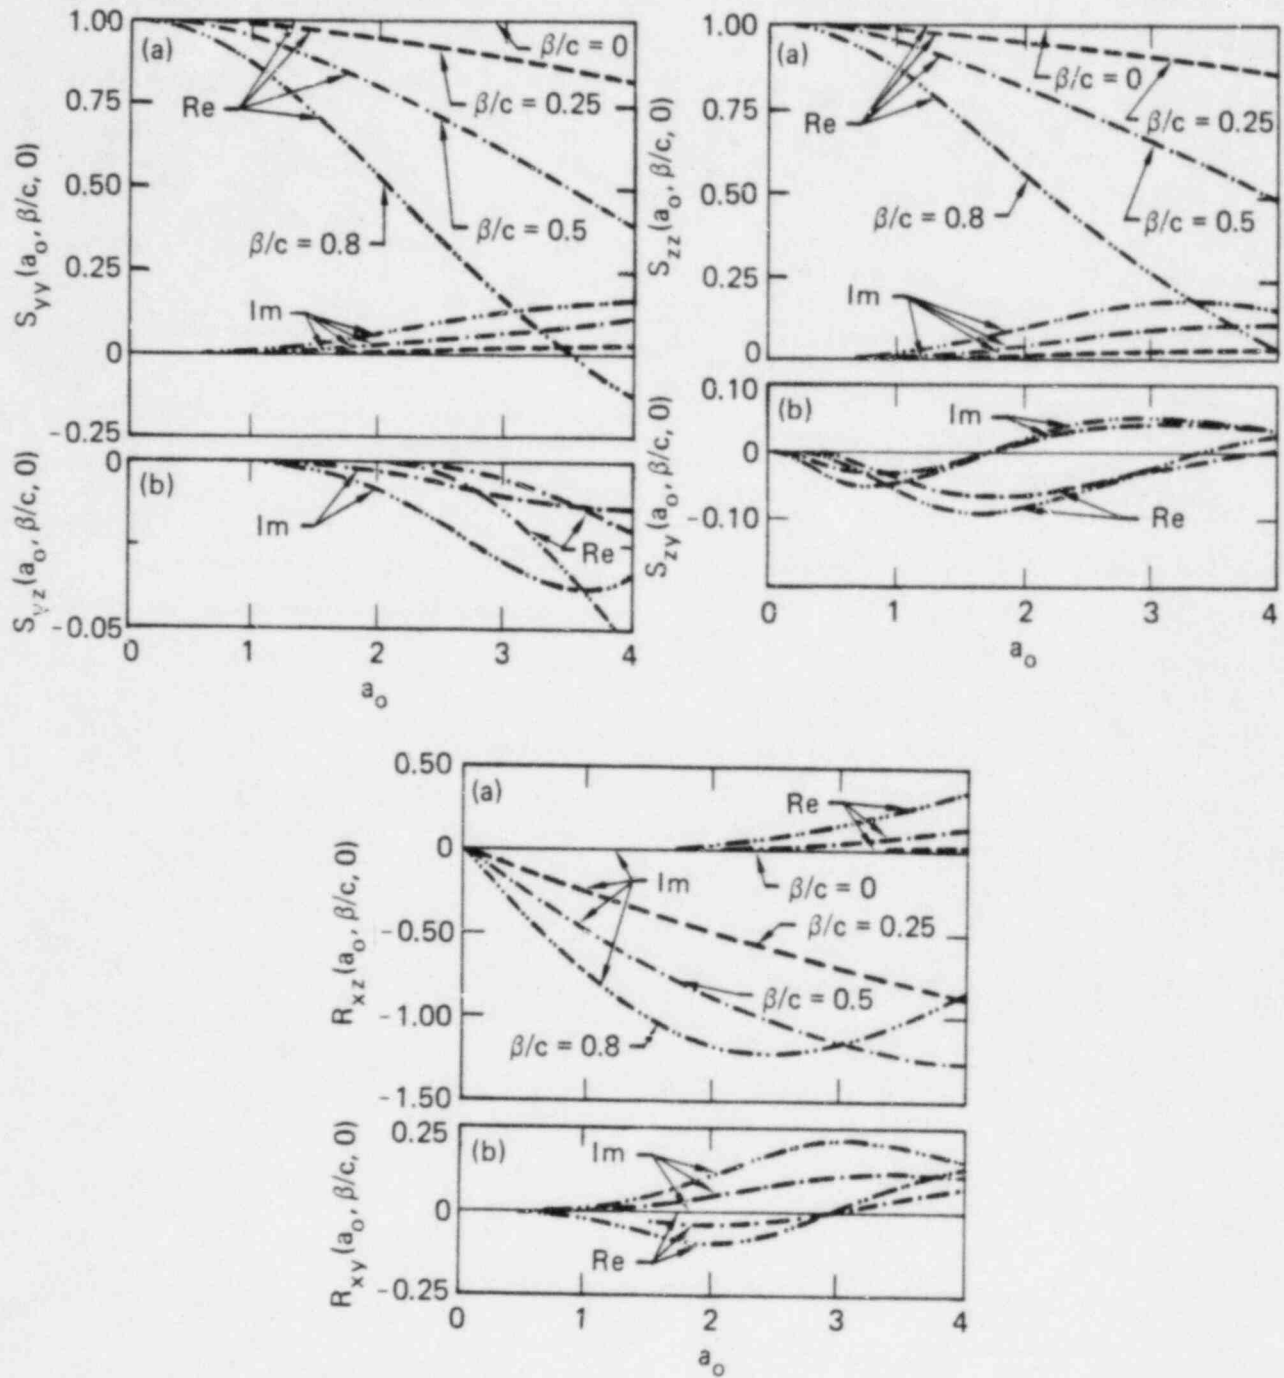 S_yy (a_o, β/c, 0)
1.00
0.75
0.50
0.25
0
-0.25
(a)
Re
β/c = 0
β/c = 0.25
β/c = 0.5
β/c = 0.8
Im
S_yz (a_o, β/c, 0)
0
-0.05
(b)
Im
Re
0 1 2 3 4
a_o
S_zz (a_o, β/c, 0)
1.00
0.75
0.50
0.25
0
(a)
Re
β/c = 0
β/c = 0.25
β/c = 0.5
β/c = 0.8
Im
S_zy (a_o, β/c, 0)
0.10
0
-0.10
(b)
Im
Re
0 1 2 3 4
a_o
R_xz (a_o, β/c, 0)
0.50
0
-0.50
-1.00
-1.50
(a)
Re
Im
β/c = 0
β/c = 0.25
β/c = 0.5
β/c = 0.8
R_xy (a_o, β/c, 0)
0.25
0
-0.25
(b)
Im
Re
0 1 2 3 4
a_o